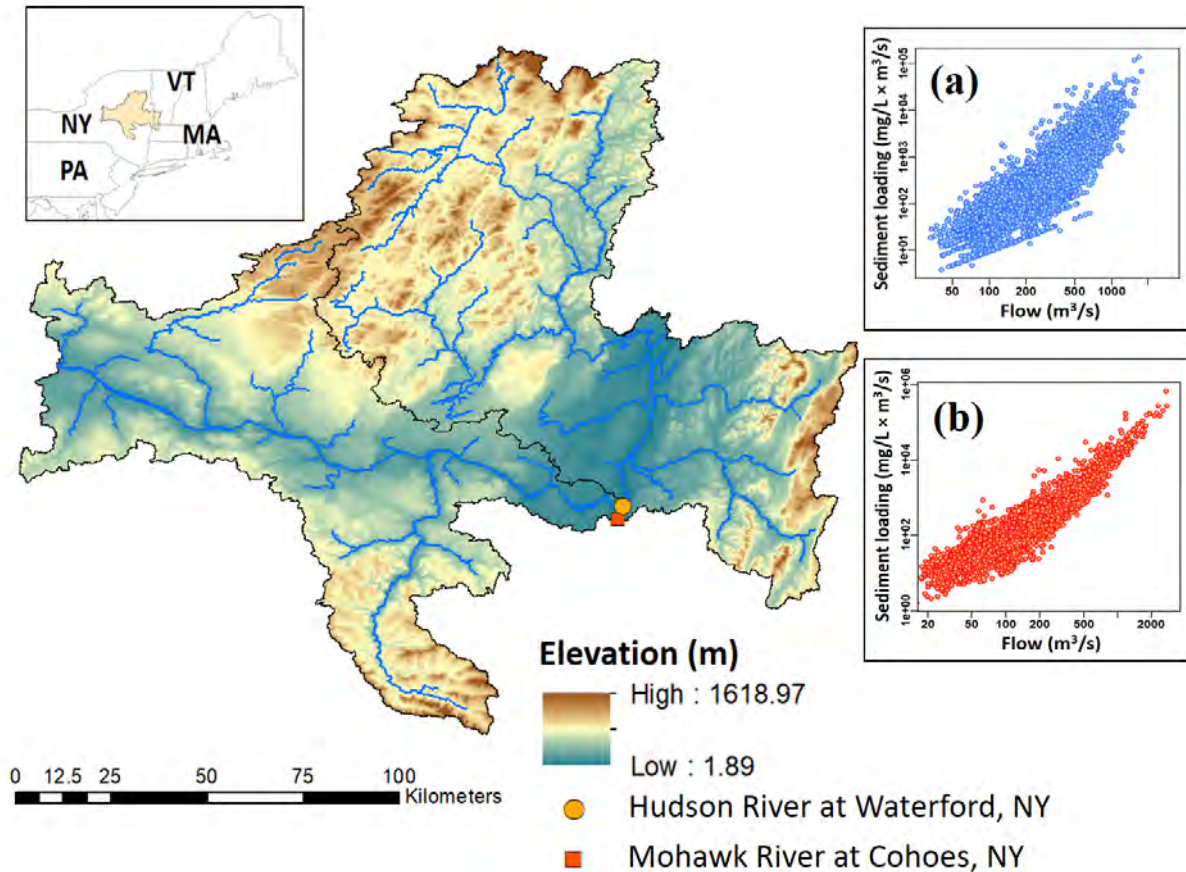 VT
NY
MA
PA
(a)
Sediment loading (mg/L × m³/s)
1e+05
1e+04
1e+03
1e+02
1e+01
50 100 200 500 1000
Flow (m³/s)
(b)
Sediment loading (mg/L × m³/s)
1e+06
1e+04
1e+02
1e+00
20 50 100 200 500 2000
Flow (m³/s)
Elevation (m)
High : 1618.97
Low : 1.89
0 12.5 25 50 75 100
Kilometers
Hudson River at Waterford, NY
Mohawk River at Cohoes, NY